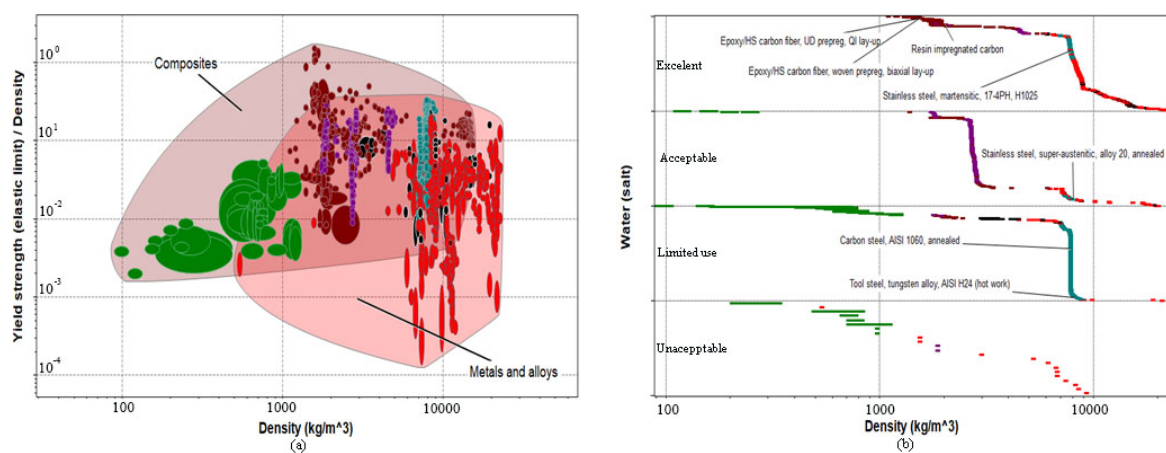 Yield strength (elastic limit) / Density
10^0
10^-1
10^-2
10^-3
10^-4
Composites
Metals and alloys
100
1000
10000
Density (kg/m^3)
(a)
Water (salt)
Excelent
Acceptable
Limited use
Unacepptable
Epoxy/HS carbon fiber, UD prepreg, QI lay-up
Resin impregnated carbon
Epoxy/HS carbon fiber, woven prepreg, biaxial lay-up
Stainless steel, martensitic, 17-4PH, H1025
Stainless steel, super-austenitic, alloy 20, annealed
Carbon steel, AISI 1060, annealed
Tool steel, tungsten alloy, AISI H24 (hot work)
100
1000
10000
Density (kg/m^3)
(b)